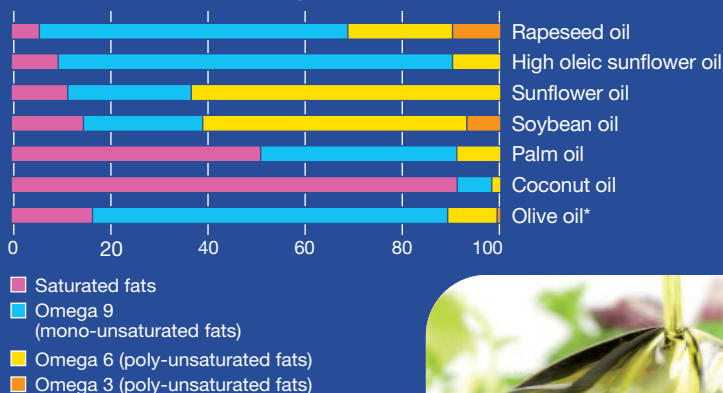 Rapeseed oil
High oleic sunflower oil
Sunflower oil
Soybean oil
Palm oil
Coconut oil
Olive oil*
0 20 40 60 80 100
Saturated fats
Omega 9
(mono-unsaturated fats)
Omega 6 (poly-unsaturated fats)
Omega 3 (poly-unsaturated fats)